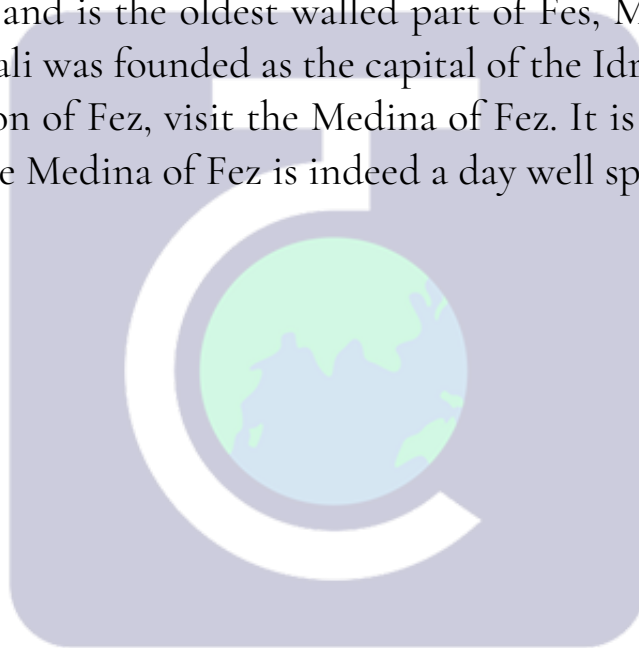 and is the oldest walled part of Fes, M
ali was founded as the capital of the Idr
on of Fez, visit the Medina of Fez. It is
e Medina of Fez is indeed a day well sp